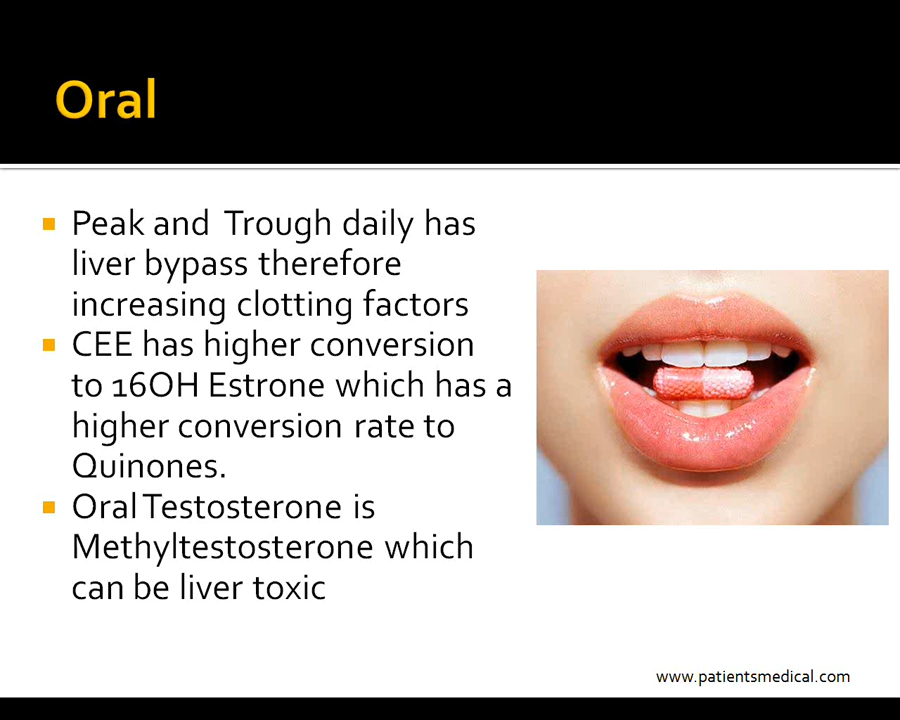 Oral
Peak and Trough daily has
liver bypass therefore
increasing clotting factors
CEE has higher conversion
to 16OH Estrone which has a
higher conversion rate to
Quinones.
Oral Testosterone is
Methyltestosterone which
can be liver toxic
www.patientsmedical.com